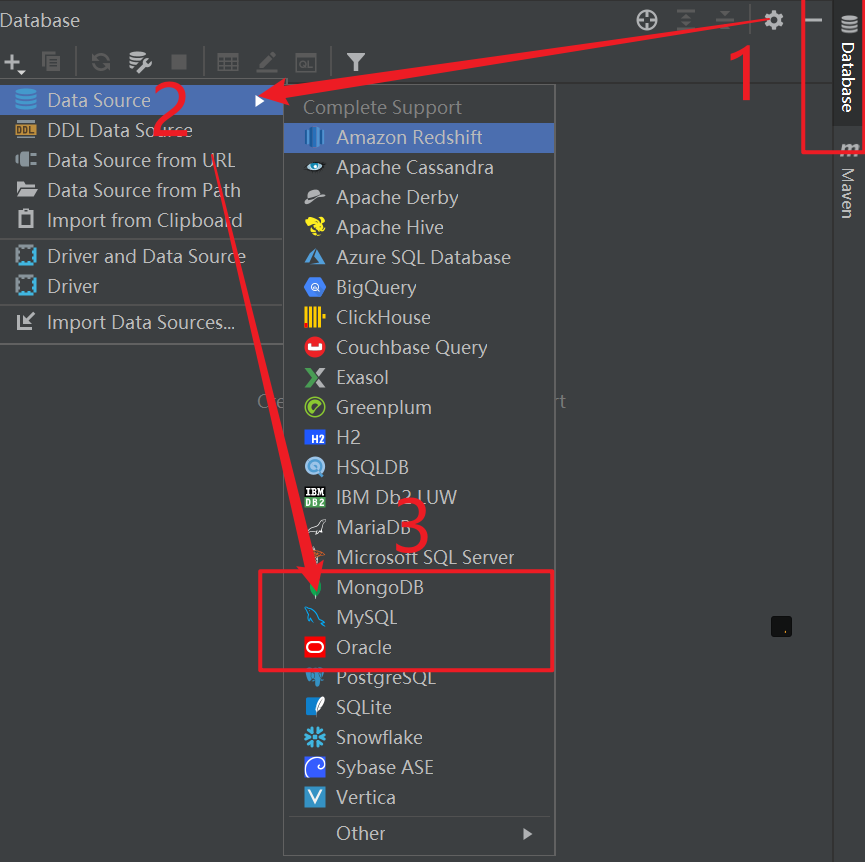 Database
1
Database
Maven
Data Source
2
DDL Data Source
Data Source from URL
Data Source from Path
Import from Clipboard
Driver and Data Source
Driver
Import Data Sources...
Complete Support
Amazon Redshift
Apache Cassandra
Apache Derby
Apache Hive
Azure SQL Database
BigQuery
ClickHouse
Couchbase Query
Exasol
Greenplum
H2
HSQLDB
IBM Db2 LUW
3
MariaDB
Microsoft SQL Server
MongoDB
MySQL
Oracle
PostgreSQL
SQLite
Snowflake
Sybase ASE
Vertica
Other